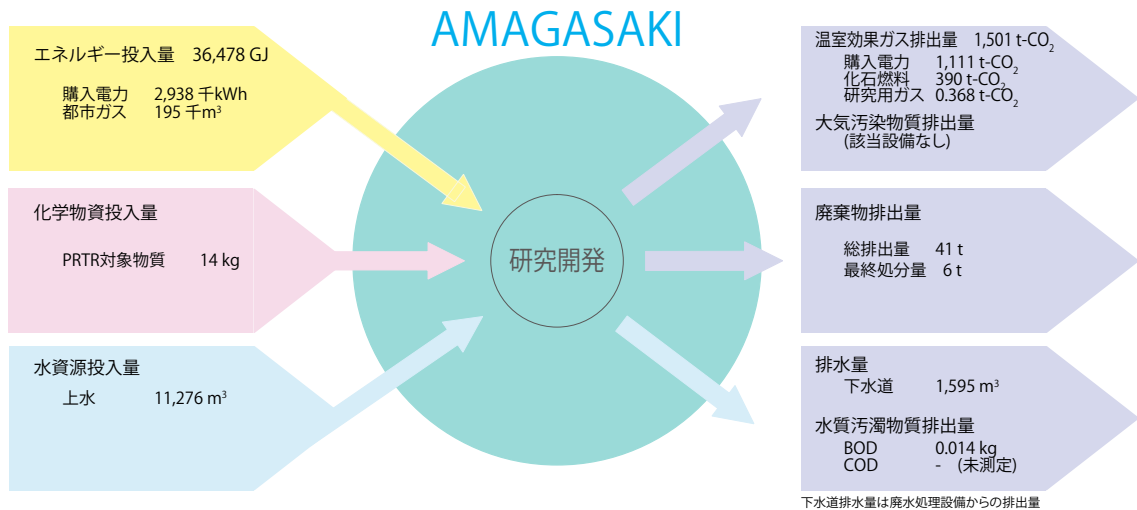 AMAGASAKI
エネルギー投入量 36,478 GJ
購入電力 2,938 千kWh
都市ガス 195 千m³
化学物資投入量
PRTR対象物質 14 kg
水資源投入量
上水 11,276 m³
研究開発
温室効果ガス排出量 1,501 t-CO₂
購入電力 1,111 t-CO₂
化石燃料 390 t-CO₂
研究用ガス 0.368 t-CO₂
大気汚染物質排出量
(該当設備なし)
廃棄物排出量
総排出量 41 t
最終処分量 6 t
排水量
下水道 1,595 m³
水質汚濁物質排出量
BOD 0.014 kg
COD - (未測定)
下水道排水量は廃水処理設備からの排出量